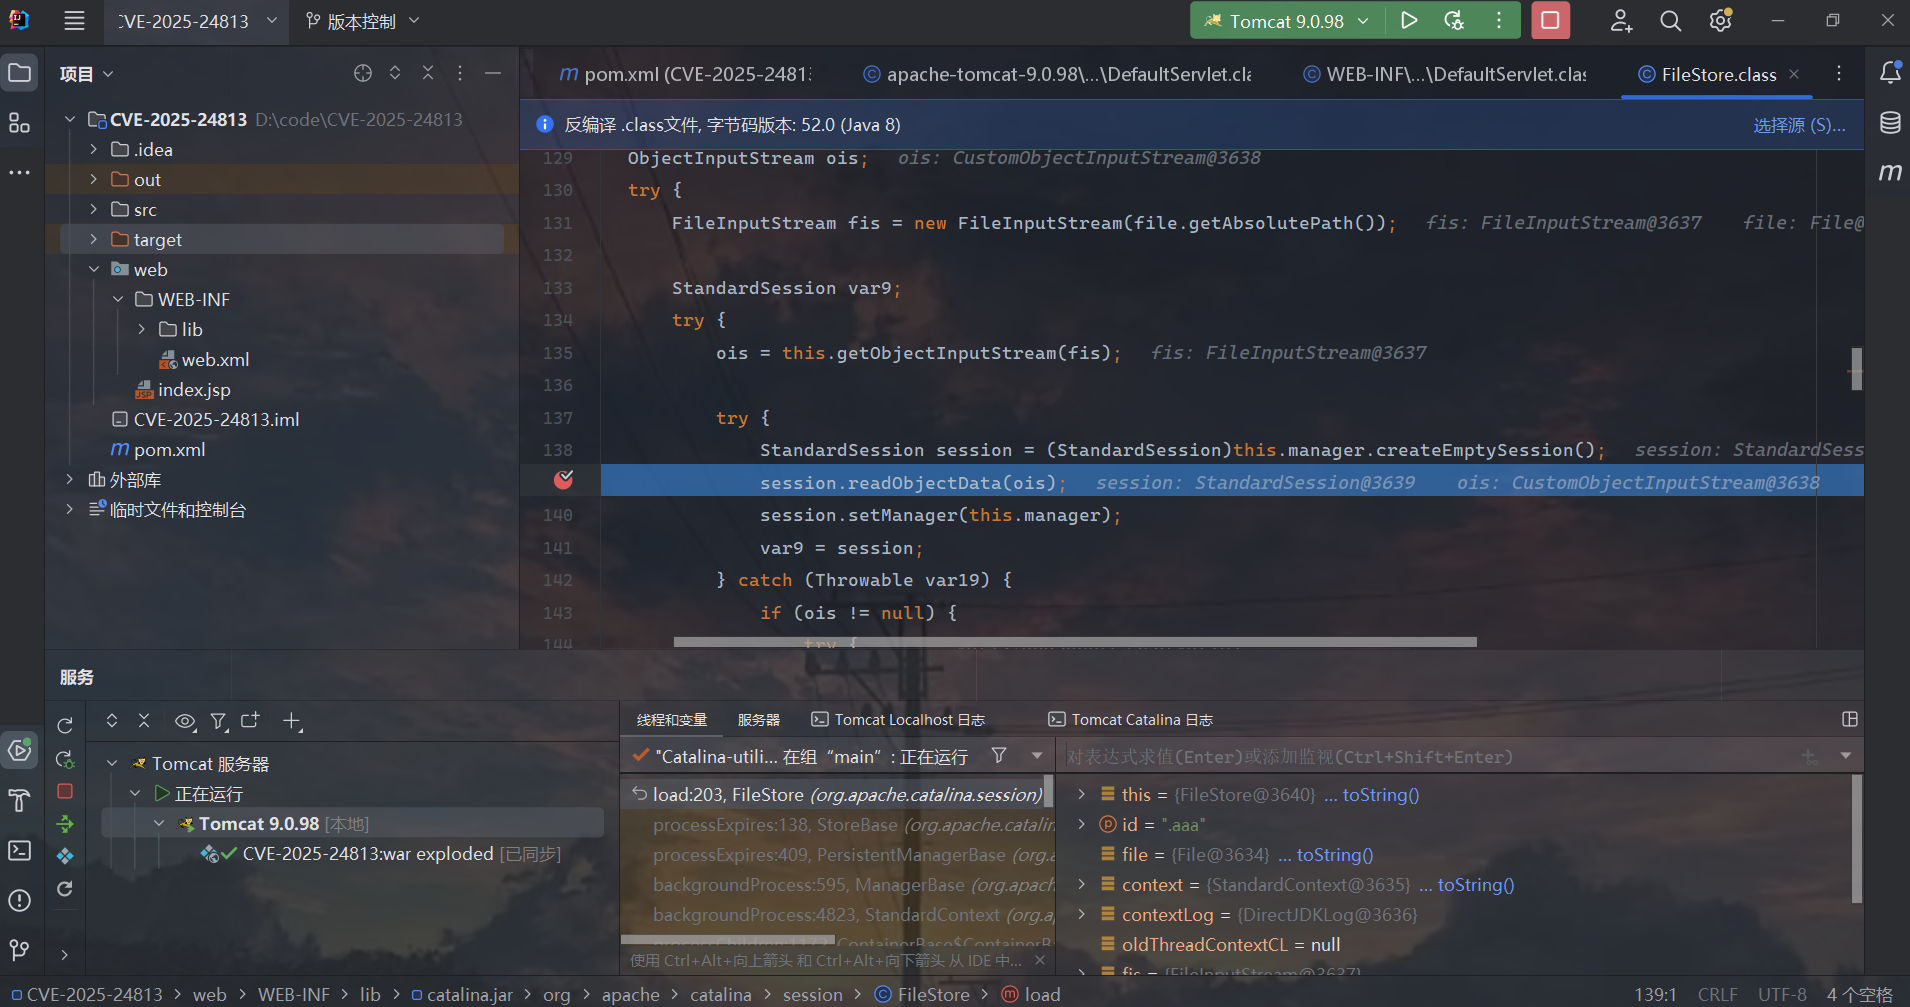 CVE-2025-24813
版本控制
Tomcat 9.0.98
项目
pom.xml (CVE-2025-2481
apache-tomcat-9.0.98\...\DefaultServlet.cla
WEB-INF\...\DefaultServlet.clas
FileStore.class
反编译 .class文件, 字节码版本: 52.0 (Java 8)
选择源 (S)...
CVE-2025-24813 D:\code\CVE-2025-24813
.idea
out
src
target
web
WEB-INF
lib
web.xml
index.jsp
CVE-2025-24813.iml
pom.xml
外部库
临时文件和控制台
129 ObjectInputStream ois; ois: CustomObjectInputStream@3638
130 try {
131 FileInputStream fis = new FileInputStream(file.getAbsolutePath()); fis: FileInputStream@3637 file: File@
132
133 StandardSession var9;
134 try {
135 ois = this.getObjectInputStream(fis); fis: FileInputStream@3637
136
137 try {
138 StandardSession session = (StandardSession)this.manager.createEmptySession(); session: StandardSess
session.readObjectData(ois); session: StandardSession@3639 ois: CustomObjectInputStream@3638
140 session.setManager(this.manager);
141 var9 = session;
142 } catch (Throwable var19) {
143 if (ois != null) {
144 try {
服务
Tomcat 服务器
正在运行
Tomcat 9.0.98 [本地]
CVE-2025-24813:war exploded [已同步]
线程和变量
服务器
Tomcat Localhost 日志
Tomcat Catalina 日志
"Catalina-utili... 在组“main”: 正在运行
load:203, FileStore (org.apache.catalina.session)
processExpires:138, StoreBase (org.apache.catalin
processExpires:409, PersistentManagerBase (org.a
backgroundProcess:595, ManagerBase (org.apach
backgroundProcess:4823, StandardContext (org.a
processChildren:1172, ContainerBase$ContainerB
使用 Ctrl+Alt+向上箭头 和 Ctrl+Alt+向下箭头 从 IDE 中...
对表达式求值(Enter)或添加监视(Ctrl+Shift+Enter)
this = {FileStore@3640} ... toString()
id = ".aaa"
file = {File@3634} ... toString()
context = {StandardContext@3635} ... toString()
contextLog = {DirectJDKLog@3636}
oldThreadContextCL = null
fis = {FileInputStream@3637}
CVE-2025-24813 > web > WEB-INF > lib > catalina.jar > org > apache > catalina > session > FileStore > load
139:1 CRLF UTF-8 4 个空格